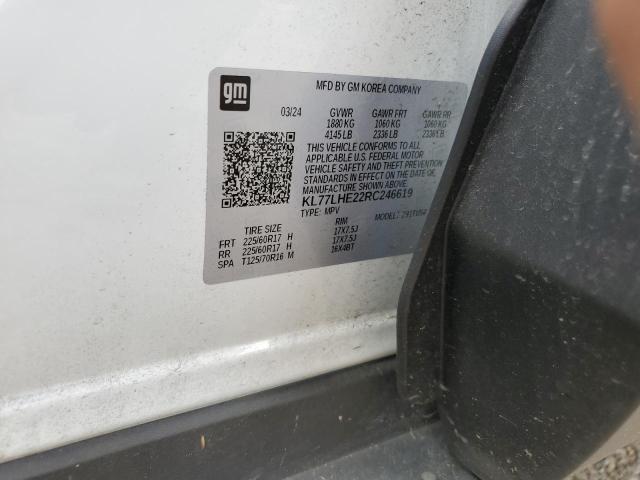 gm
MFD BY GM KOREA COMPANY
03/24 GVWR GAWR FRT GAWR RR
1880 KG 1060 KG 1060 KG
4145 LB 2336 LB 2336 LB
THIS VEHICLE CONFORMS TO ALL
APPLICABLE U.S. FEDERAL MOTOR
VEHICLE SAFETY AND THEFT PREVENTION
STANDARDS IN EFFECT ON THE DATE OF
MANUFACTURE SHOWN ABOVE.
KL77LHE22RC246619
TYPE: MPV MODEL:
TIRE SIZE RIM
FRT 225/60R17 H 17X7.5J
RR 225/60R17 H 17X7.5J
SPA T125/70R16 M 16X4BT